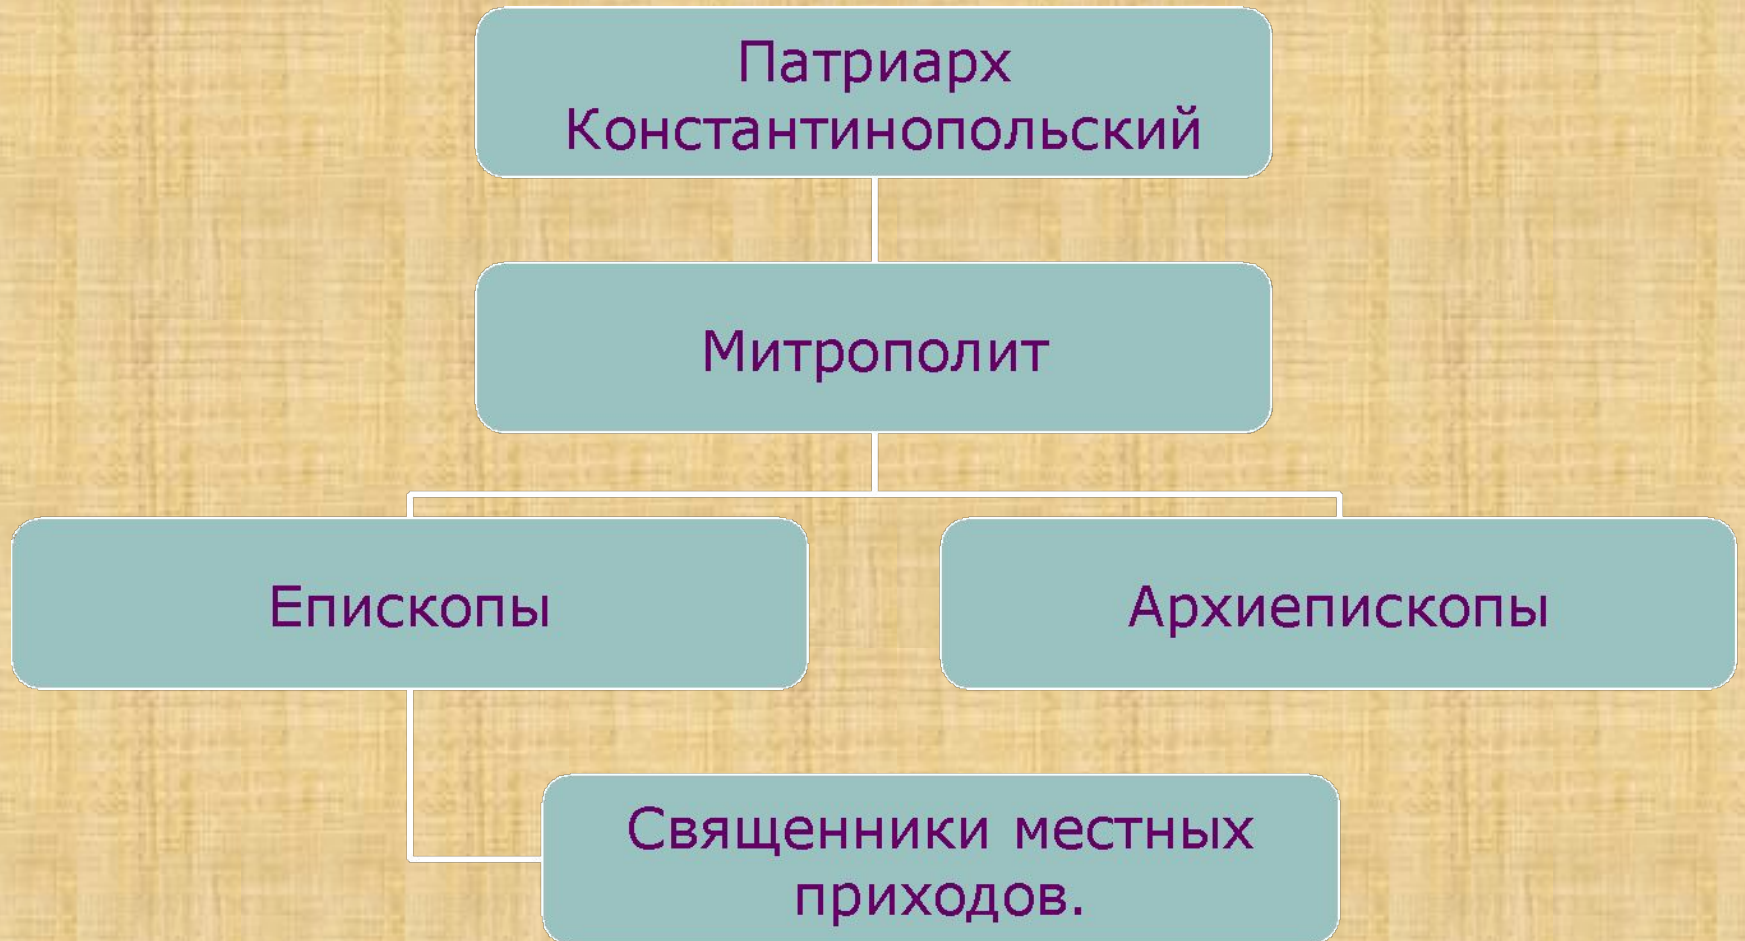 Патриарх
Константинопольский
Митрополит
Епископы
Архиепископы
Священники местных
приходов.